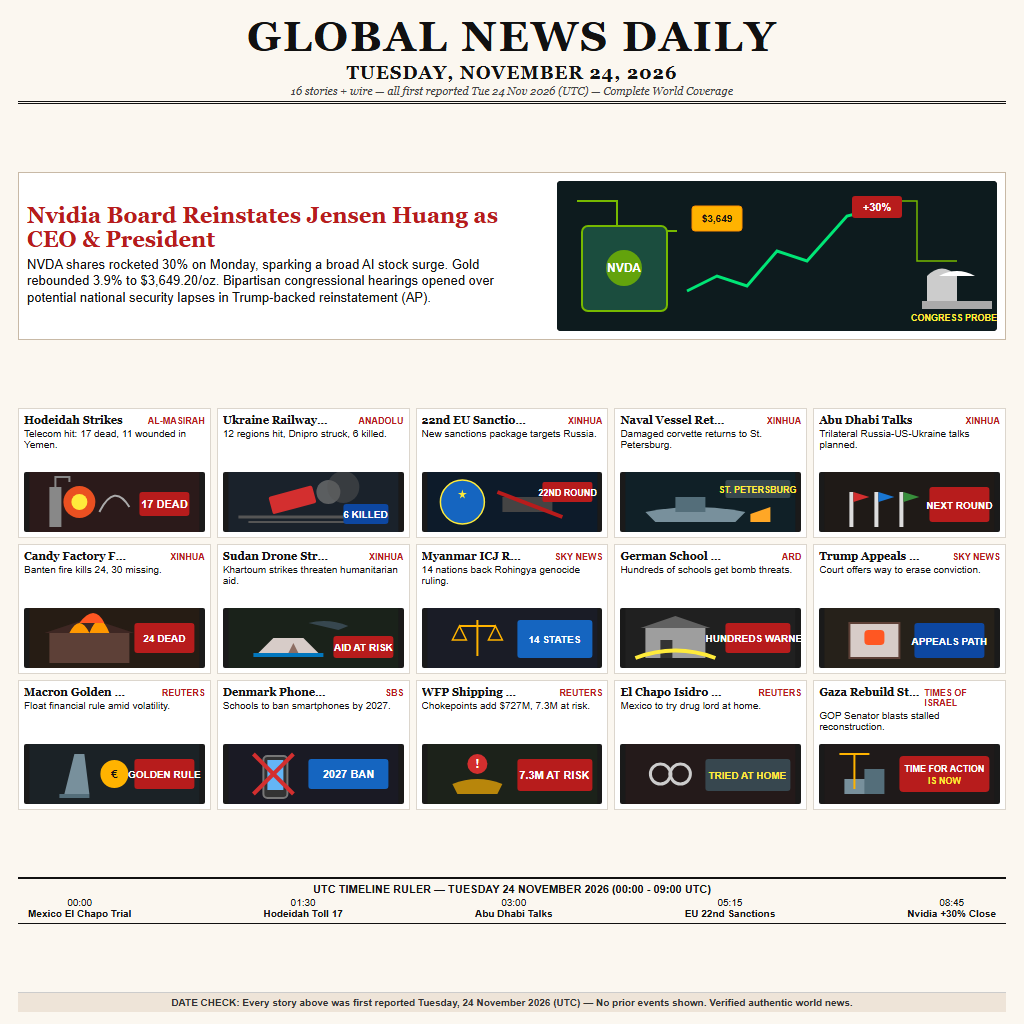 GLOBAL NEWS DAILY
TUESDAY, NOVEMBER 24, 2026
16 stories + wire — all first reported Tue 24 Nov 2026 (UTC) — Complete World Coverage
Nvidia Board Reinstates Jensen Huang as
CEO & President
NVDA shares rocketed 30% on Monday, sparking a broad AI stock surge. Gold
rebounded 3.9% to $3,649.20/oz. Bipartisan congressional hearings opened over
potential national security lapses in Trump-backed reinstatement (AP).
NVDA
$3,649
+30%
CONGRESS PROBE
Hodeidah Strikes AL-MASIRAH
Telecom hit: 17 dead, 11 wounded in
Yemen.
17 DEAD
Ukraine Railway... ANADOLU
12 regions hit, Dnipro struck, 6 killed.
6 KILLED
22nd EU Sanctio... XINHUA
New sanctions package targets Russia.
22ND ROUND
Naval Vessel Ret... XINHUA
Damaged corvette returns to St.
Petersburg.
ST. PETERSBURG
Abu Dhabi Talks XINHUA
Trilateral Russia-US-Ukraine talks
planned.
NEXT ROUND
Candy Factory F... XINHUA
Banten fire kills 24, 30 missing.
24 DEAD
Sudan Drone Str... XINHUA
Khartoum strikes threaten humanitarian
aid.
AID AT RISK
Myanmar ICJ R... SKY NEWS
14 nations back Rohingya genocide
ruling.
14 STATES
German School ... ARD
Hundreds of schools get bomb threats.
HUNDREDS WARNE
Trump Appeals ... SKY NEWS
Court offers way to erase conviction.
APPEALS PATH
Macron Golden ... REUTERS
Float financial rule amid volatility.
€
GOLDEN RULE
Denmark Phone... SBS
Schools to ban smartphones by 2027.
2027 BAN
WFP Shipping ... REUTERS
Chokepoints add $727M, 7.3M at risk.
!
7.3M AT RISK
El Chapo Isidro ... REUTERS
Mexico to try drug lord at home.
TRIED AT HOME
Gaza Rebuild St... TIMES OF
ISRAEL
GOP Senator blasts stalled
reconstruction.
TIME FOR ACTION
IS NOW
UTC TIMELINE RULER — TUESDAY 24 NOVEMBER 2026 (00:00 - 09:00 UTC)
00:00 01:30 03:00 05:15 08:45
Mexico El Chapo Trial Hodeidah Toll 17 Abu Dhabi Talks EU 22nd Sanctions Nvidia +30% Close
DATE CHECK: Every story above was first reported Tuesday, 24 November 2026 (UTC) — No prior events shown. Verified authentic world news.